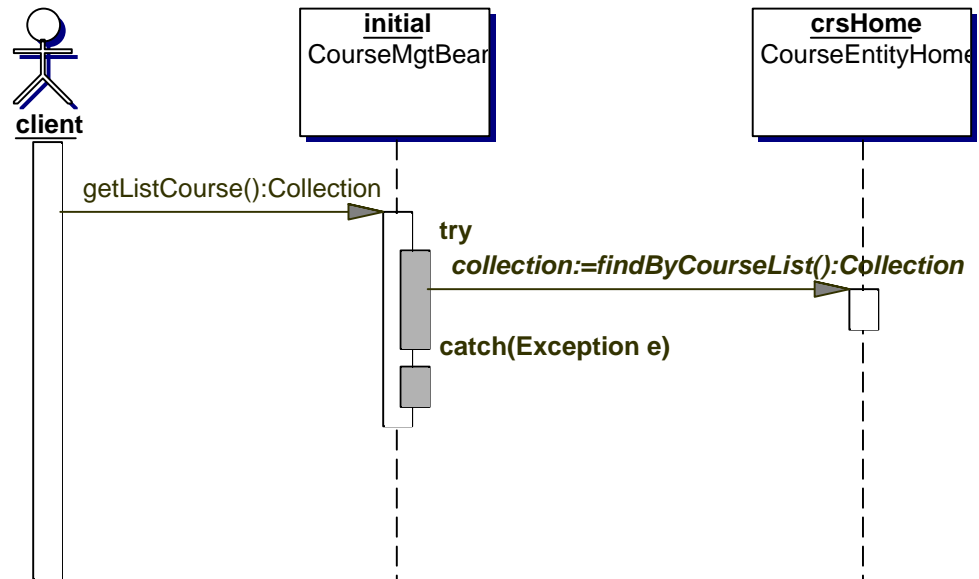 client
initial
CourseMgtBean
crsHome
CourseEntityHome
getListCourse():Collection
try
collection:=findByCourseList():Collection
catch(Exception e)